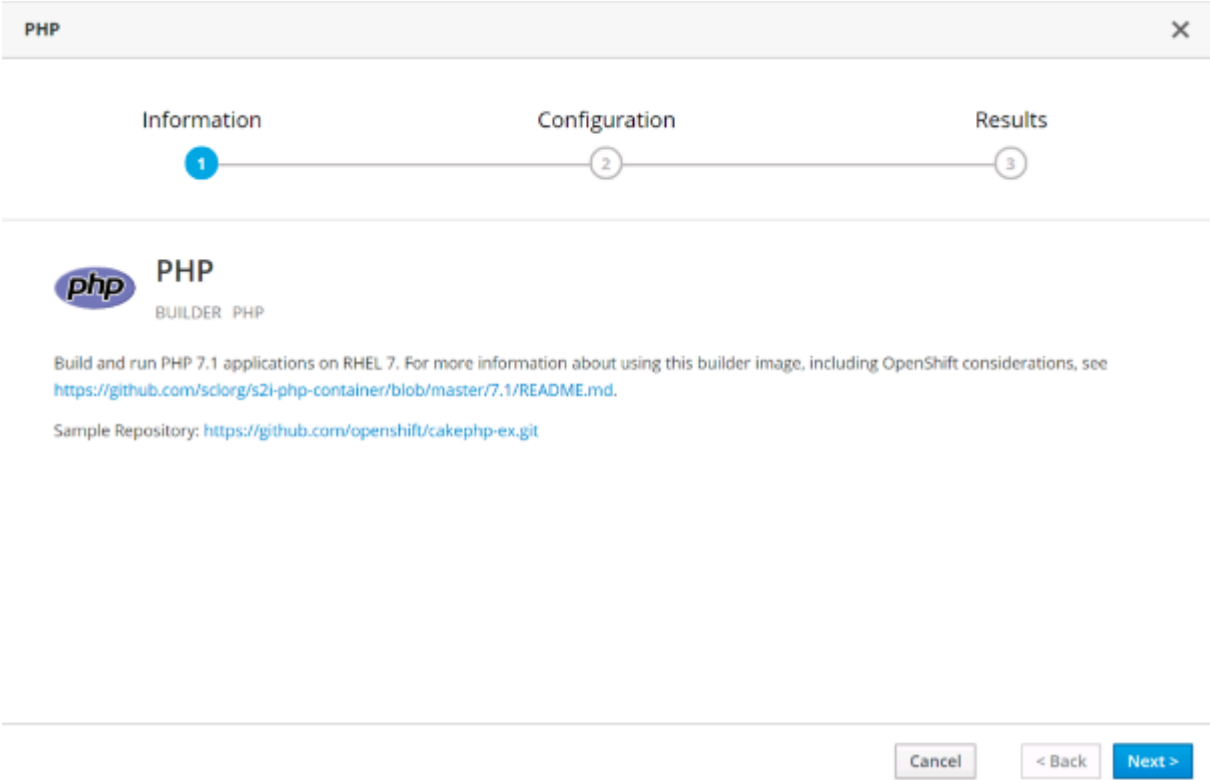 PHP
Information
Configuration
Results
1
2
3
php
PHP
BUILDER PHP
Build and run PHP 7.1 applications on RHEL 7. For more information about using this builder image, including OpenShift considerations, see
https://github.com/sclorg/s2i-php-container/blob/master/7.1/README.md.
Sample Repository: https://github.com/openshift/cakephp-ex.git
Cancel
< Back
Next >